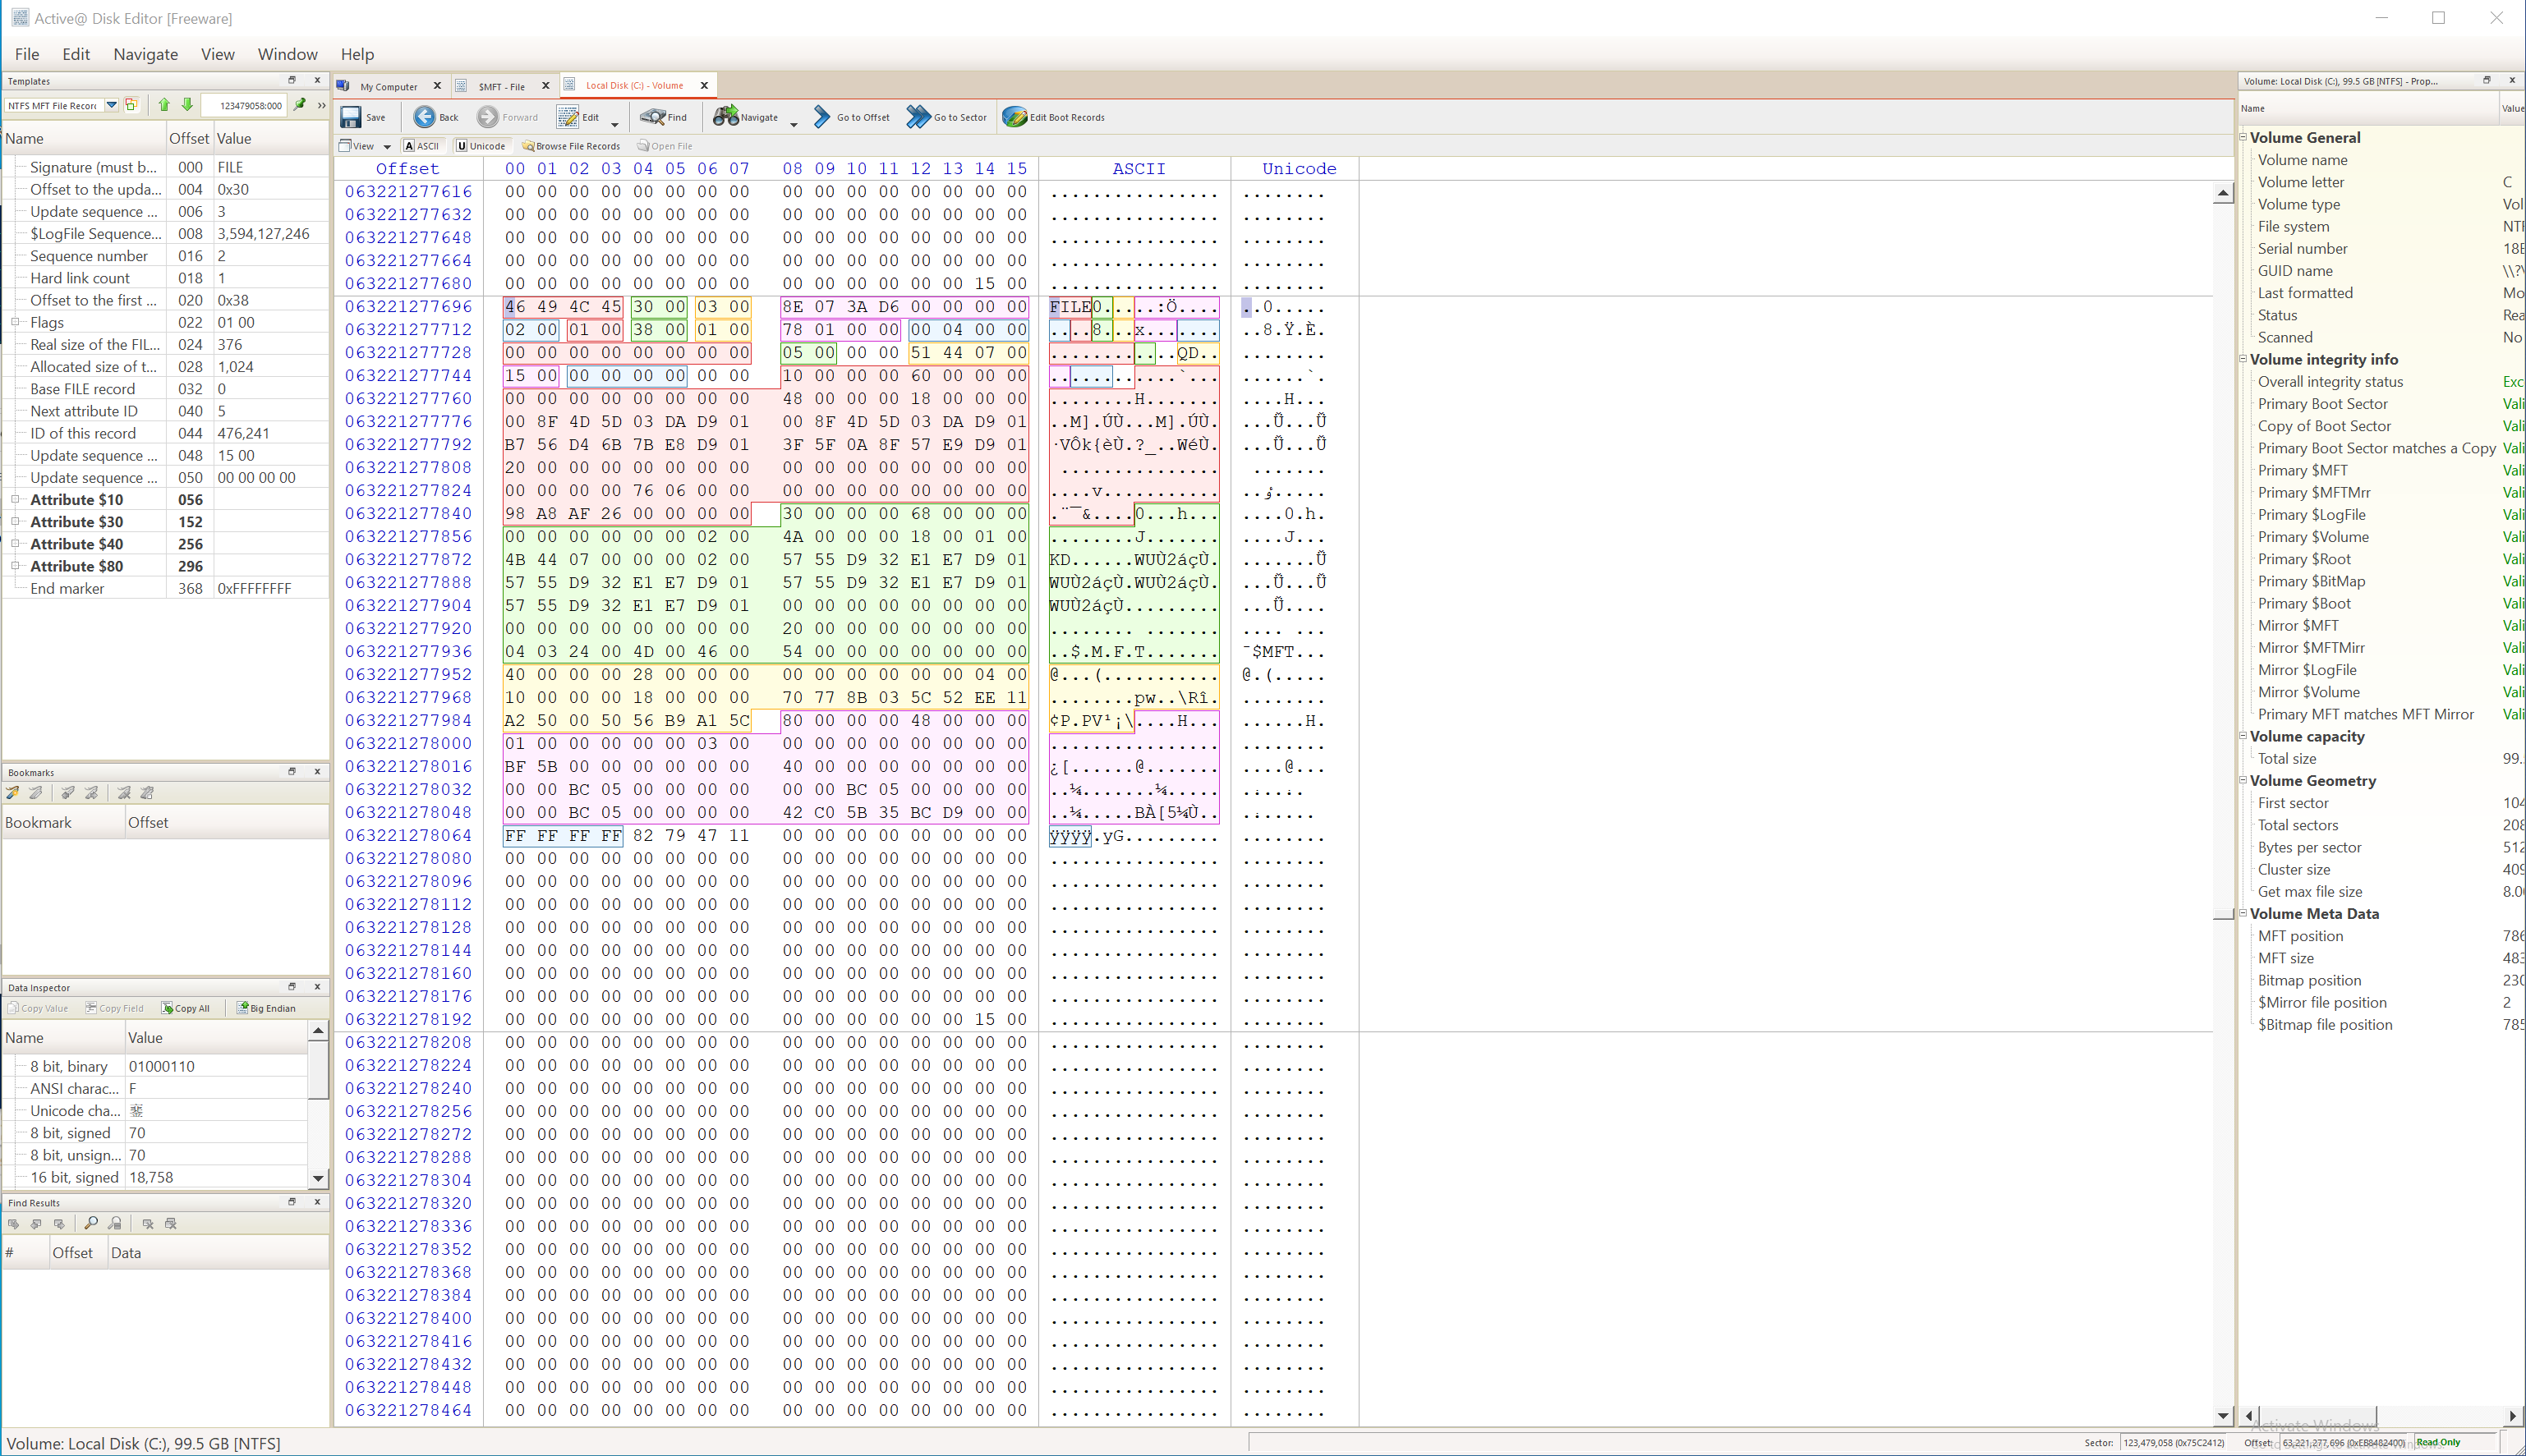 Active@ Disk Editor [Freeware]
File Edit Navigate View Window Help
Templates
NTFS MFT File Recor 123479058:000
Name Offset Value
Signature (must b... 000 FILE
Offset to the upda... 004 0x30
Update sequence ... 006 3
$LogFile Sequence... 008 3,594,127,246
Sequence number 016 2
Hard link count 018 1
Offset to the first ... 020 0x38
Flags 022 01 00
Real size of the FIL... 024 376
Allocated size of t... 028 1,024
Base FILE record 032 0
Next attribute ID 040 5
ID of this record 044 476,241
Update sequence ... 048 15 00
Update sequence ... 050 00 00 00 00
Attribute $10 056
Attribute $30 152
Attribute $40 256
Attribute $80 296
End marker 368 0xFFFFFFFF
Bookmarks
Bookmark Offset
Data Inspector
Copy Value Copy Field Copy All Big Endian
Name Value
8 bit, binary 01000110
ANSI charac... F
Unicode cha...
8 bit, signed 70
8 bit, unsign... 70
16 bit, signed 18,758
Find Results
# Offset Data
My Computer $MFT - File Local Disk (C:) - Volume
Save Back Forward Edit Find Navigate Go to Offset Go to Sector Edit Boot Records
View ASCII Unicode Browse File Records Open File
Offset 00 01 02 03 04 05 06 07 08 09 10 11 12 13 14 15 ASCII Unicode
063221277616 00 00 00 00 00 00 00 00 00 00 00 00 00 00 00 00
063221277632 00 00 00 00 00 00 00 00 00 00 00 00 00 00 00 00
063221277648 00 00 00 00 00 00 00 00 00 00 00 00 00 00 00 00
063221277664 00 00 00 00 00 00 00 00 00 00 00 00 00 00 00 00
063221277680 00 00 00 00 00 00 00 00 00 00 00 00 00 00 15 00
063221277696 46 49 4C 45 30 00 03 00 8E 07 3A D6 00 00 00 00 FILE0....:Ö.... ..0.....
063221277712 02 00 01 00 38 00 01 00 78 01 00 00 00 04 00 00 ....8...x....... ..8.Ÿ.È.
063221277728 00 00 00 00 00 00 00 00 05 00 00 00 51 44 07 00 ............QD..
063221277744 15 00 00 00 00 00 00 00 10 00 00 00 60 00 00 00 ............`... ......`.
063221277760 00 00 00 00 00 00 00 00 48 00 00 00 18 00 00 00 ........H....... ....H...
063221277776 00 8F 4D 5D 03 DA D9 01 00 8F 4D 5D 03 DA D9 01 ..M].ÚÙ...M].ÚÙ.
063221277792 B7 56 D4 6B 7B E8 D9 01 3F 5F 0A 8F 57 E9 D9 01 ·VÔk{èÙ.?_..WéÙ.
063221277808 20 00 00 00 00 00 00 00 00 00 00 00 00 00 00 00
063221277824 00 00 00 00 76 06 00 00 00 00 00 00 00 00 00 00 ....v...........
063221277840 98 A8 AF 26 00 00 00 00 30 00 00 00 68 00 00 00 .¨¯&....0...h... ....0.h.
063221277856 00 00 00 00 00 00 02 00 4A 00 00 00 18 00 01 00 ........J....... ....J...
063221277872 4B 44 07 00 00 00 02 00 57 55 D9 32 E1 E7 D9 01 KD......WUÙ2áçÙ.
063221277888 57 55 D9 32 E1 E7 D9 01 57 55 D9 32 E1 E7 D9 01 WUÙ2áçÙ.WUÙ2áçÙ.
063221277904 57 55 D9 32 E1 E7 D9 01 00 00 00 00 00 00 00 00 WUÙ2áçÙ.........
063221277920 00 00 00 00 00 00 00 00 20 00 00 00 00 00 00 00
063221277936 04 03 24 00 4D 00 46 00 54 00 00 00 00 00 00 00 ..$.M.F.T....... $MFT...
063221277952 40 00 00 00 28 00 00 00 00 00 00 00 00 00 04 00 @...(........... @.(.....
063221277968 10 00 00 00 18 00 00 00 70 77 8B 03 5C 52 EE 11 ........pw..\Rî.
063221277984 A2 50 00 50 56 B9 A1 5C 80 00 00 00 48 00 00 00 ¢P.PV¹¡\....H... ......H.
063221278000 01 00 00 00 00 00 03 00 00 00 00 00 00 00 00 00
063221278016 BF 5B 00 00 00 00 00 00 40 00 00 00 00 00 00 00 ¿[......@....... ....@...
063221278032 00 00 BC 05 00 00 00 00 00 00 BC 05 00 00 00 00 ..¼.......¼.....
063221278048 00 00 BC 05 00 00 00 00 42 C0 5B 35 BC D9 00 00 ..¼.....BÀ[5¼Ù..
063221278064 FF FF FF FF 82 79 47 11 00 00 00 00 00 00 00 00 ÿÿÿÿ.yG.........
063221278080 00 00 00 00 00 00 00 00 00 00 00 00 00 00 00 00
063221278096 00 00 00 00 00 00 00 00 00 00 00 00 00 00 00 00
063221278112 00 00 00 00 00 00 00 00 00 00 00 00 00 00 00 00
063221278128 00 00 00 00 00 00 00 00 00 00 00 00 00 00 00 00
063221278144 00 00 00 00 00 00 00 00 00 00 00 00 00 00 00 00
063221278160 00 00 00 00 00 00 00 00 00 00 00 00 00 00 00 00
063221278176 00 00 00 00 00 00 00 00 00 00 00 00 00 00 00 00
063221278192 00 00 00 00 00 00 00 00 00 00 00 00 00 00 15 00
063221278208 00 00 00 00 00 00 00 00 00 00 00 00 00 00 00 00
063221278224 00 00 00 00 00 00 00 00 00 00 00 00 00 00 00 00
063221278240 00 00 00 00 00 00 00 00 00 00 00 00 00 00 00 00
063221278256 00 00 00 00 00 00 00 00 00 00 00 00 00 00 00 00
063221278272 00 00 00 00 00 00 00 00 00 00 00 00 00 00 00 00
063221278288 00 00 00 00 00 00 00 00 00 00 00 00 00 00 00 00
063221278304 00 00 00 00 00 00 00 00 00 00 00 00 00 00 00 00
063221278320 00 00 00 00 00 00 00 00 00 00 00 00 00 00 00 00
063221278336 00 00 00 00 00 00 00 00 00 00 00 00 00 00 00 00
063221278352 00 00 00 00 00 00 00 00 00 00 00 00 00 00 00 00
063221278368 00 00 00 00 00 00 00 00 00 00 00 00 00 00 00 00
063221278384 00 00 00 00 00 00 00 00 00 00 00 00 00 00 00 00
063221278400 00 00 00 00 00 00 00 00 00 00 00 00 00 00 00 00
063221278416 00 00 00 00 00 00 00 00 00 00 00 00 00 00 00 00
063221278432 00 00 00 00 00 00 00 00 00 00 00 00 00 00 00 00
063221278448 00 00 00 00 00 00 00 00 00 00 00 00 00 00 00 00
063221278464 00 00 00 00 00 00 00 00 00 00 00 00 00 00 00 00
Volume: Local Disk (C:), 99.5 GB [NTFS] - Prop...
Name Value
Volume General
Volume name
Volume letter C
Volume type Vol
File system NTF
Serial number 18E
GUID name \\?\
Last formatted Mo
Status Rea
Scanned No
Volume integrity info
Overall integrity status Exc
Primary Boot Sector Vali
Copy of Boot Sector Vali
Primary Boot Sector matches a Copy Vali
Primary $MFT Vali
Primary $MFTMrr Vali
Primary $LogFile Vali
Primary $Volume Vali
Primary $Root Vali
Primary $BitMap Vali
Primary $Boot Vali
Mirror $MFT Vali
Mirror $MFTMirr Vali
Mirror $LogFile Vali
Mirror $Volume Vali
Primary MFT matches MFT Mirror Vali
Volume capacity
Total size 99.
Volume Geometry
First sector 104
Total sectors 208
Bytes per sector 512
Cluster size 409
Get max file size 8.0
Volume Meta Data
MFT position 786
MFT size 483
Bitmap position 230
$Mirror file position 2
$Bitmap file position 785
Activate Windows
Volume: Local Disk (C:), 99.5 GB [NTFS] Sector: 123,479,058 (0x75C2412) Offset: 63,221,277,696 (0xEB8482400) Read Only